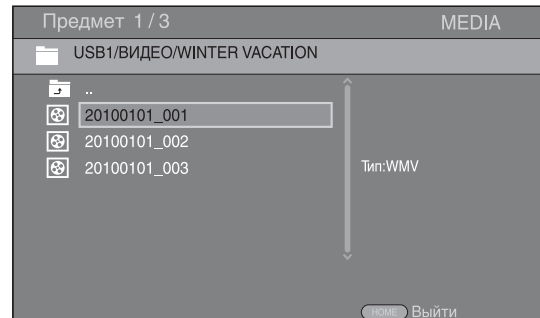 Предмет 1/3 MEDIA
USB1/ВИДЕО/WINTER VACATION
..
20100101_001
20100101_002
20100101_003
Тип:WMV
HOME Выйти